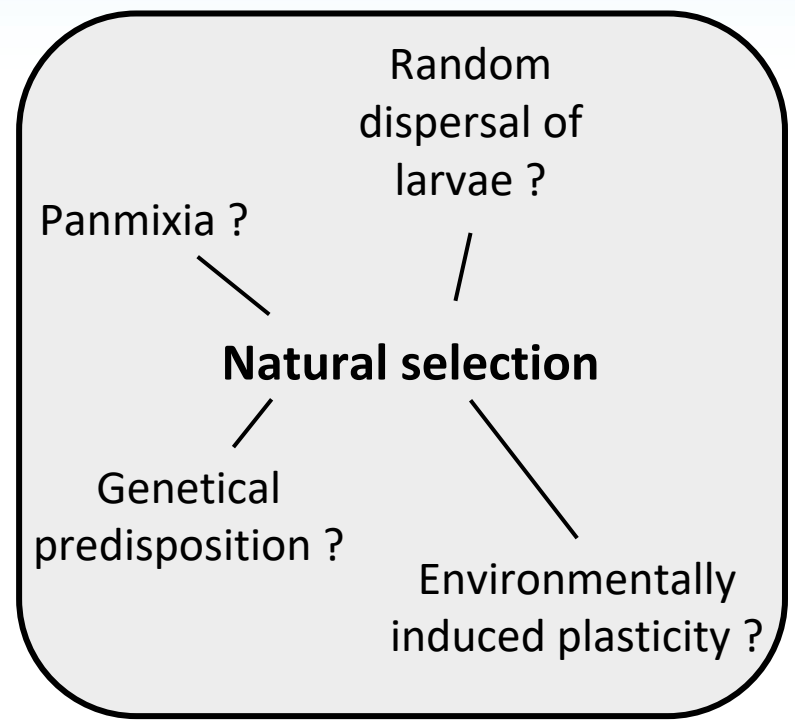 Random
dispersal of
larvae ?
Panmixia ?
Natural selection
Genetical
predisposition ?
Environmentally
induced plasticity ?